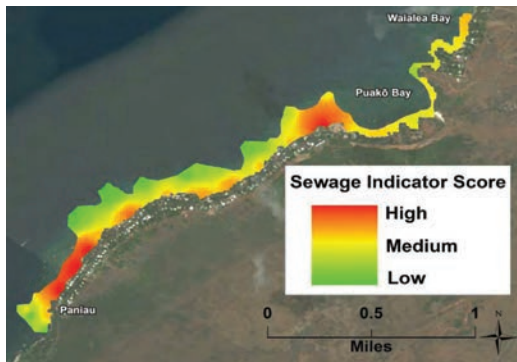 Waialea Bay
Puakō Bay
Sewage Indicator Score
High
Medium
Low
Paniau
0 0.5 1
Miles
N